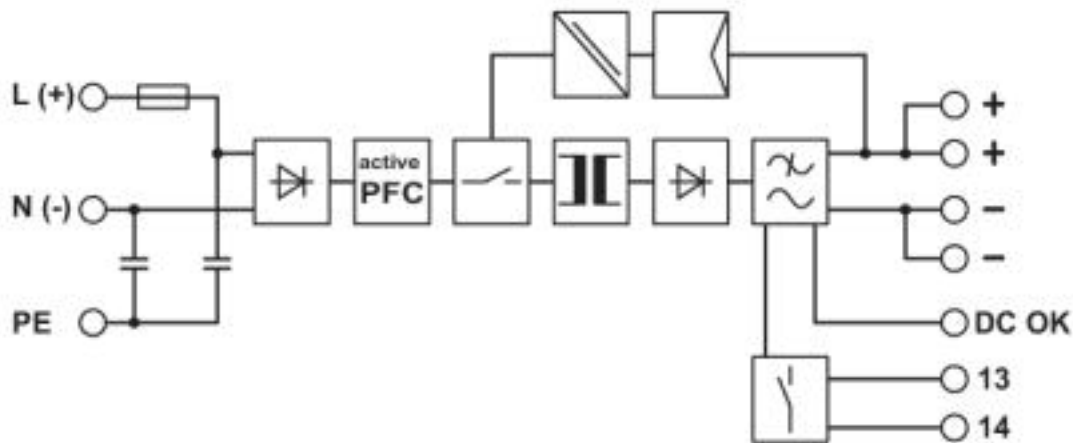 L (+)
+
active
PFC
+
N (-)
-
-
PE
DC OK
13
14